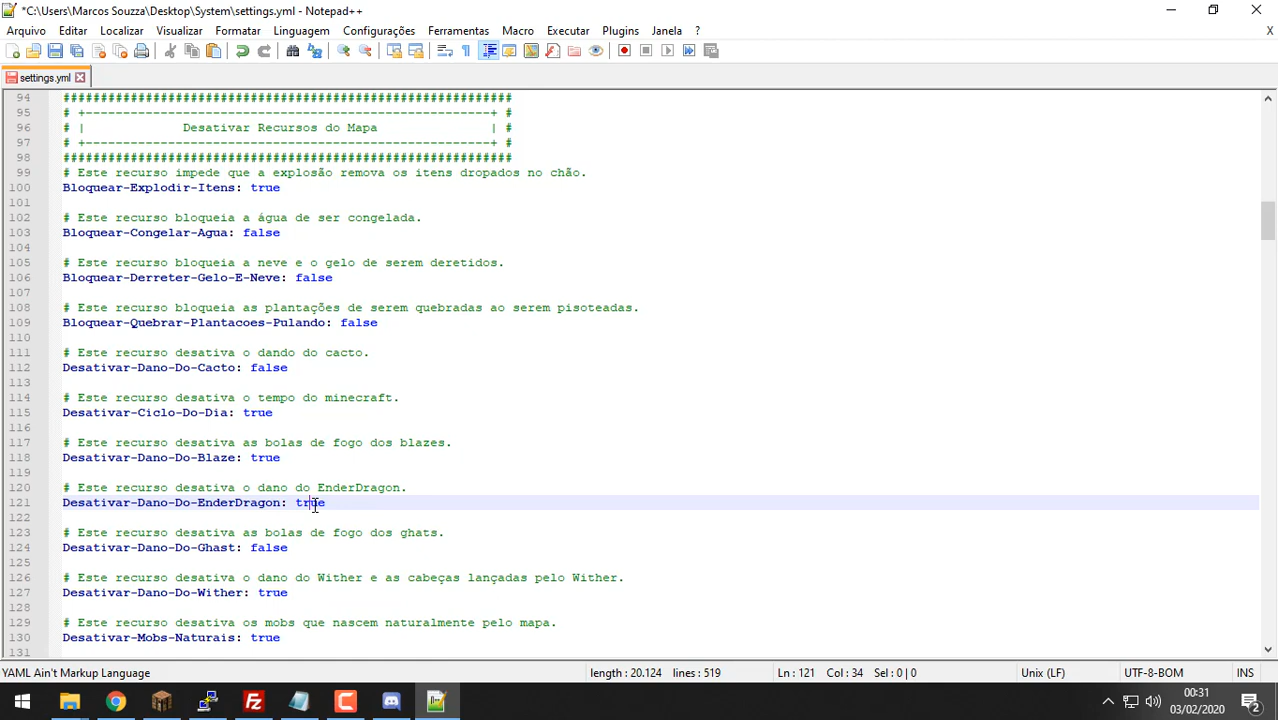 *C:\Users\Marcos Souza\Desktop\System\settings.yml - Notepad++
Arquivo Editar Localizar Visualizar Formatar Linguagem Configurações Ferramentas Macro Executar Plugins Janela ? X
settings.yml
94 ############################################################
95 # +------------------------------------------------------+ #
96 # | Desativar Recursos do Mapa | #
97 # +------------------------------------------------------+ #
98 ############################################################
99 # Este recurso impede que a explosão remova os itens dropados no chão.
100 Bloquear-Explodir-Itens: true
101
102 # Este recurso bloqueia a água de ser congelada.
103 Bloquear-Congelar-Agua: false
104
105 # Este recurso bloqueia a neve e o gelo de serem deretidos.
106 Bloquear-Derreter-Gelo-E-Neve: false
107
108 # Este recurso bloqueia as plantações de serem quebradas ao serem pisoteadas.
109 Bloquear-Quebrar-Plantacoes-Pulando: false
110
111 # Este recurso desativa o dando do cacto.
112 Desativar-Dano-Do-Cacto: false
113
114 # Este recurso desativa o tempo do minecraft.
115 Desativar-Ciclo-Do-Dia: true
116
117 # Este recurso desativa as bolas de fogo dos blazes.
118 Desativar-Dano-Do-Blaze: true
119
120 # Este recurso desativa o dano do EnderDragon.
121 Desativar-Dano-Do-EnderDragon: true
122
123 # Este recurso desativa as bolas de fogo dos ghats.
124 Desativar-Dano-Do-Ghast: false
125
126 # Este recurso desativa o dano do Wither e as cabeças lançadas pelo Wither.
127 Desativar-Dano-Do-Wither: true
128
129 # Este recurso desativa os mobs que nascem naturalmente pelo mapa.
130 Desativar-Mobs-Naturais: true
131
YAML Ain't Markup Language length : 20.124 lines : 519 Ln : 121 Col : 34 Sel : 0 | 0 Unix (LF) UTF-8-BOM INS
00:31
03/02/2020
2